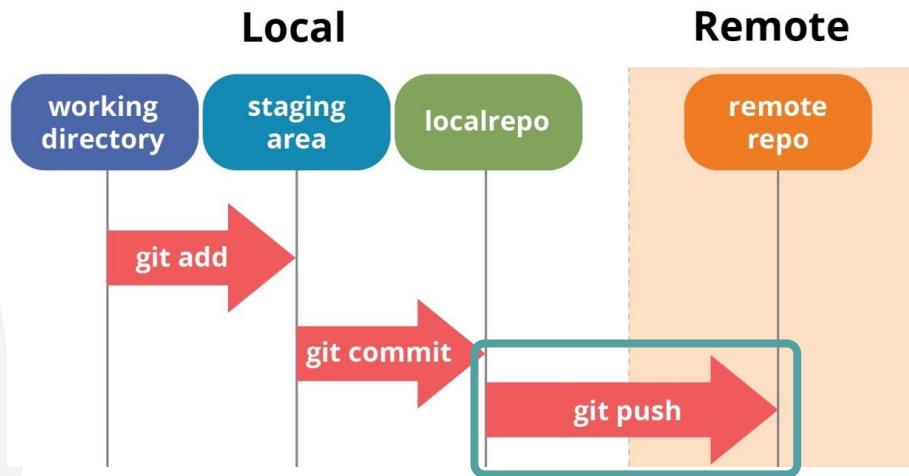 Local
Remote
working
directory
staging
area
localrepo
remote
repo
git add
git commit
git push